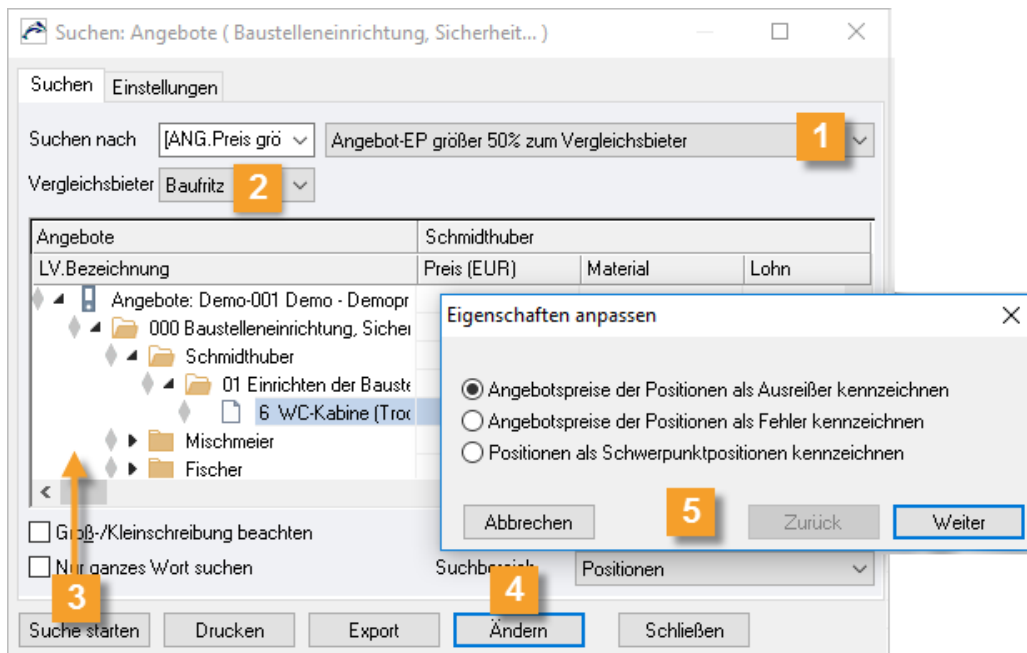 Suchen: Angebote ( Baustelleneinrichtung, Sicherheit... )
Suchen Einstellungen
Suchen nach [ANG.Preis grö Angebot-EP größer 50% zum Vergleichsbieter 1
Vergleichsbieter Baufritz 2
Angebote Schmidthuber
LV.Bezeichnung Preis (EUR) Material Lohn
Angebote: Demo-001 Demo - Demopr
000 Baustelleneinrichtung, Sicher
Schmidthuber
01 Einrichten der Bauste
6 WC-Kabine (Troc
Mischmeier
Fischer
Eigenschaften anpassen
Angebotspreise der Positionen als Ausreißer kennzeichnen
Angebotspreise der Positionen als Fehler kennzeichnen
Positionen als Schwerpunktpositionen kennzeichnen
Abbrechen 5 Zurück Weiter
Groß-/Kleinschreibung beachten
Nur ganzes Wort suchen Suchbereich Positionen
3 4
Suche starten Drucken Export Ändern Schließen